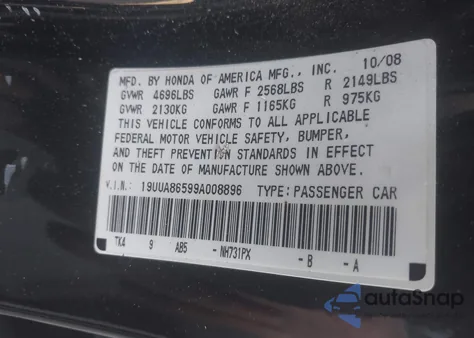 MFD. BY HONDA OF AMERICA MFG., INC. 10/08
GVWR 4696LBS GAWR F 2568LBS R 2149LBS
GVWR 2130KG GAWR F 1165KG R 975KG
THIS VEHICLE CONFORMS TO ALL APPLICABLE
FEDERAL MOTOR VEHICLE SAFETY, BUMPER,
AND THEFT PREVENTION STANDARDS IN EFFECT
ON THE DATE OF MANUFACTURE SHOWN ABOVE.
V.I.N.: 19UUA86599A008896 TYPE:PASSENGER CAR
TK4 9 AB5 -NH731PX -B -A
autoSnap